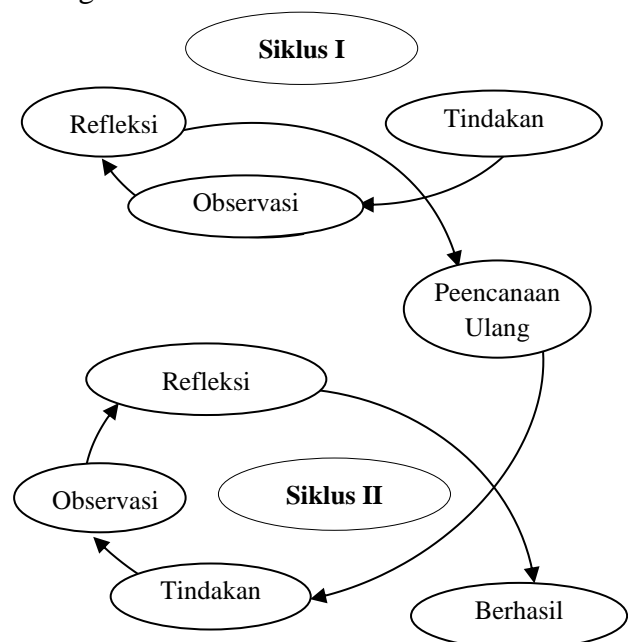 Siklus I
Refleksi
Tindakan
Observasi
Peencanaan
Ulang
Refleksi
Observasi
Siklus II
Tindakan
Berhasil